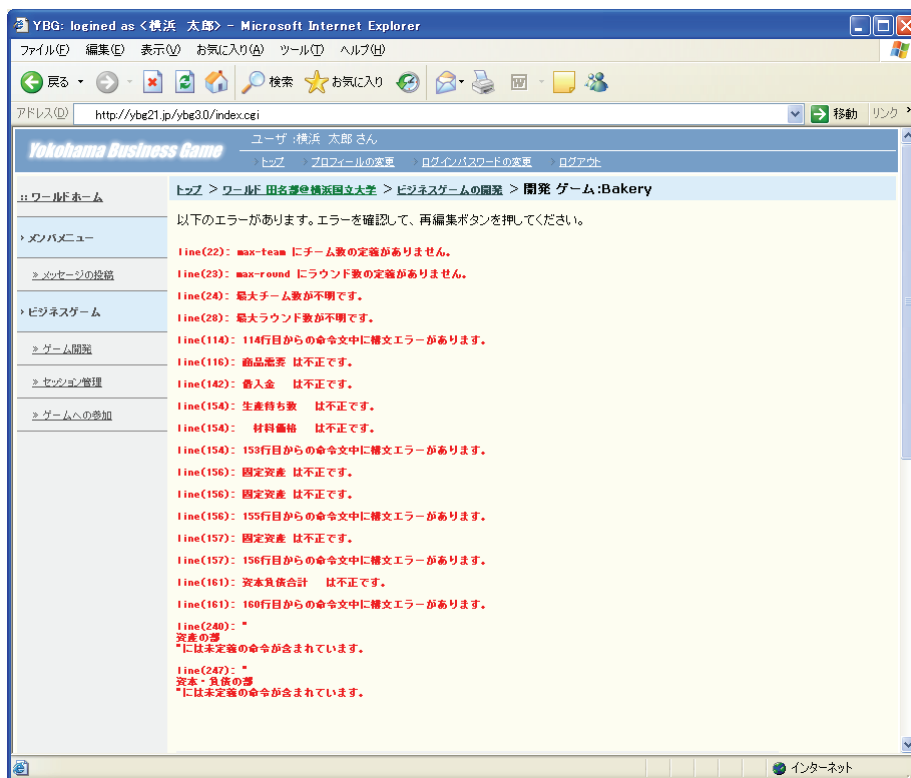 YBG: logined as <横浜 太郎> - Microsoft Internet Explorer
ファイル(F) 編集(E) 表示(V) お気に入り(A) ツール(T) ヘルプ(H)
戻る 検索 お気に入り
アドレス(D) http://ybg21.jp/ybg3.0/index.cgi 移動 リンク
Yokohama Business Game
ユーザ :横浜 太郎 さん
› トップ › プロフィールの変更 › ログインパスワードの変更 › ログアウト
:: ワールドホーム
› メンバメニュー
» メッセージの投稿
› ビジネスゲーム
» ゲーム開発
» セッション管理
» ゲームへの参加
トップ > ワールド 田名部@横浜国立大学 > ビジネスゲームの開発 > 開発 ゲーム:Bakery
以下のエラーがあります。エラーを確認して、再編集ボタンを押してください。
line(22): max-team にチーム数の定義がありません。
line(23): max-round にラウンド数の定義がありません。
line(24): 最大チーム数が不明です。
line(28): 最大ラウンド数が不明です。
line(114): 114行目からの命令文中に構文エラーがあります。
line(116): 商品需要 は不正です。
line(142): 借入金 は不正です。
line(154): 生産待ち数 は不正です。
line(154): 材料価格 は不正です。
line(154): 153行目からの命令文中に構文エラーがあります。
line(156): 固定資産 は不正です。
line(156): 固定資産 は不正です。
line(156): 155行目からの命令文中に構文エラーがあります。
line(157): 固定資産 は不正です。
line(157): 156行目からの命令文中に構文エラーがあります。
line(161): 資本負債合計 は不正です。
line(161): 160行目からの命令文中に構文エラーがあります。
line(240): "
資産の部
"には未定義の命令が含まれています。
line(247): "
資本・負債の部
"には未定義の命令が含まれています。
インターネット